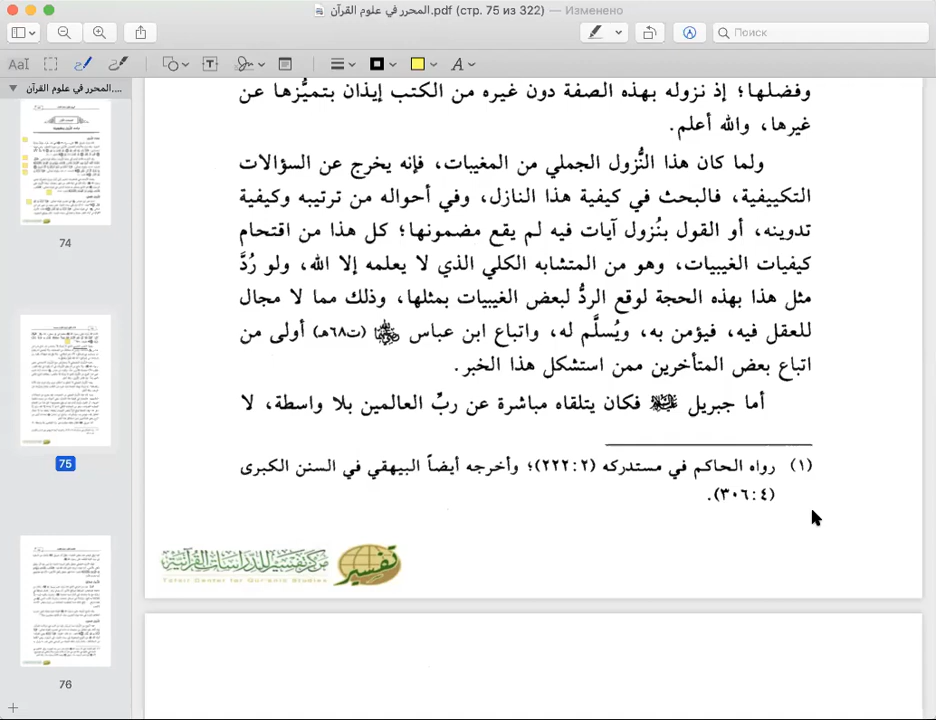 المحرر في علوم القرآن.pdf (стр. 75 из 322) — Изменено
Поиск
AaI
T
A
المحرر في علوم القرآن....
74
75
76
وفضلها؛ إذ نزوله بهذه الصفة دون غيره من الكتب إيذان بتميُّزها عن
غيرها، والله أعلم.
ولما كان هذا النُّزول الجملي من المغيبات، فإنه يخرج عن السؤالات
التكييفية، فالبحث في كيفية هذا النازل، وفي أحواله من ترتيبه وكيفية
تدوينه، أو القول بنُزول آيات فيه لم يقع مضمونها؛ كل هذا من اقتحام
كيفيات الغيبيات، وهو من المتشابه الكلي الذي لا يعلمه إلا الله، ولو رُدَّ
مثل هذا بهذه الحجة لوقع الردُّ لبعض الغيبيات بمثلها، وذلك مما لا مجال
للعقل فيه، فيؤمن به، ويُسلَّم له، واتباع ابن عباس (ت٦٨هـ) أولى من
اتباع بعض المتأخرين ممن استشكل هذا الخبر.
أما جبريل فكان يتلقاه مباشرة عن ربِّ العالمين بلا واسطة، لا
(١) رواه الحاكم في مستدركه (٢:٢٢٢)؛ وأخرجه أيضاً البيهقي في السنن الكبرى
(٤:٣٠٦).
مركز تفسير للدراسات القرآنية
Tafsir Center for Qur'anic Studies
تفسير